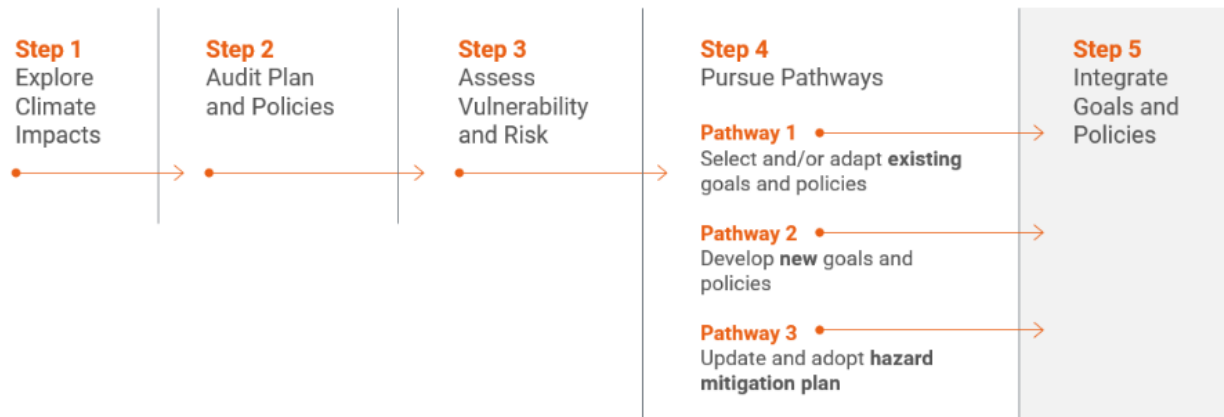 Step 1
Explore
Climate
Impacts
Step 2
Audit Plan
and Policies
Step 3
Assess
Vulnerability
and Risk
Step 4
Pursue Pathways
Pathway 1
Select and/or adapt existing
goals and policies
Pathway 2
Develop new goals and
policies
Pathway 3
Update and adopt hazard
mitigation plan
Step 5
Integrate
Goals and
Policies